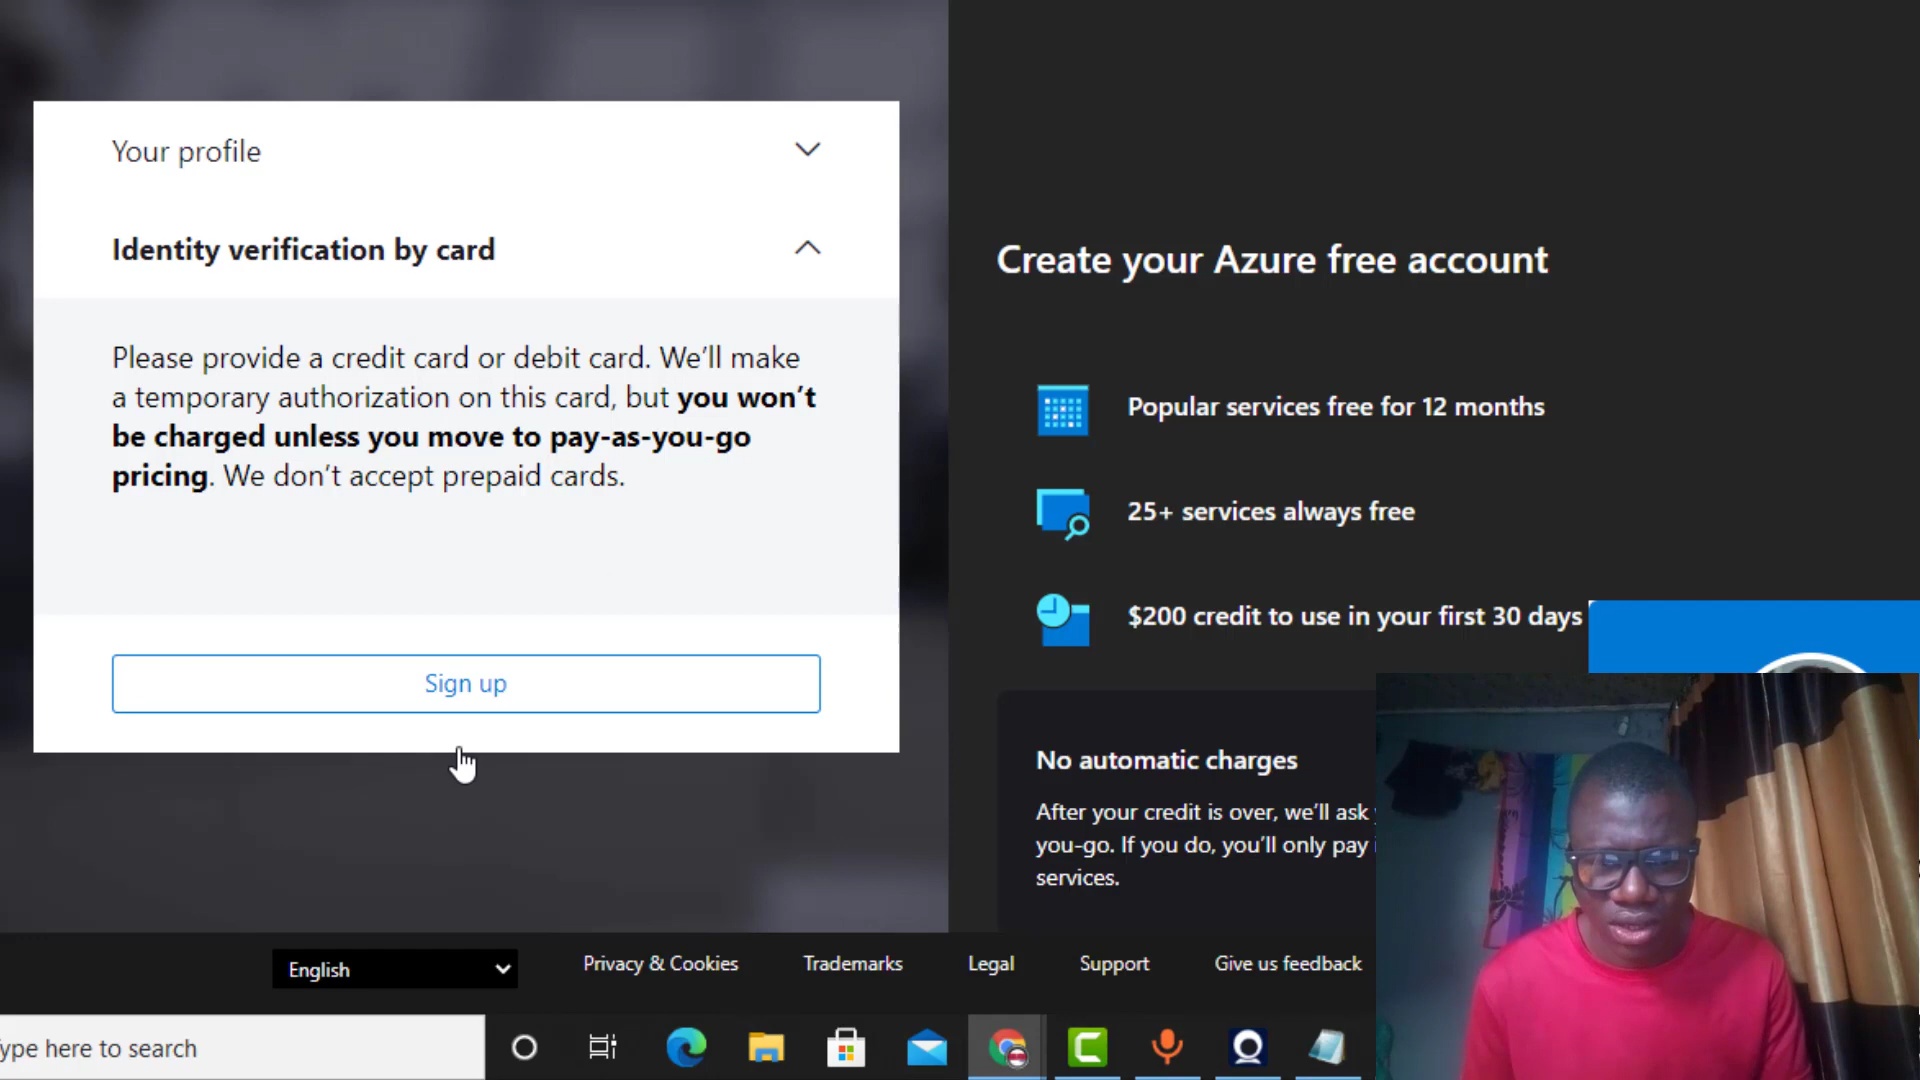 Your profile
Identity verification by card
Please provide a credit card or debit card. We’ll make
a temporary authorization on this card, but you won’t
be charged unless you move to pay-as-you-go
pricing. We don’t accept prepaid cards.
Sign up
Create your Azure free account
Popular services free for 12 months
25+ services always free
$200 credit to use in your first 30 days
No automatic charges
After your credit is over, we’ll ask
you-go. If you do, you’ll only pay
services.
English
Privacy & Cookies
Trademarks
Legal
Support
Give us feedback
ype here to search